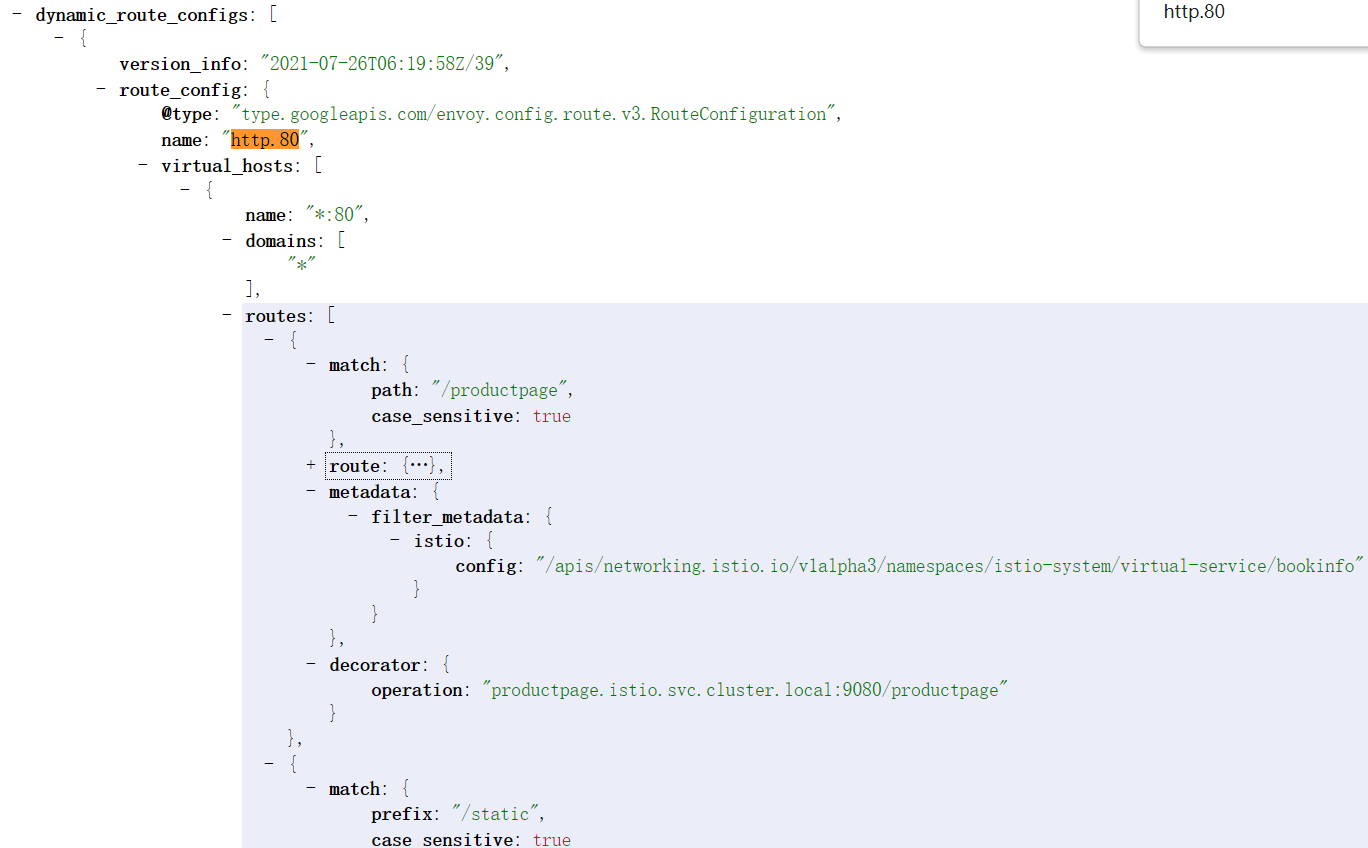 http.80
- dynamic_route_configs: [
- {
version_info: "2021-07-26T06:19:58Z/39",
- route_config: {
@type: "type.googleapis.com/envoy.config.route.v3.RouteConfiguration",
name: "http.80",
- virtual_hosts: [
- {
name: "*:80",
- domains: [
"*"
],
- routes: [
- {
- match: {
path: "/productpage",
case_sensitive: true
},
+ route: {…},
- metadata: {
- filter_metadata: {
- istio: {
config: "/apis/networking.istio.io/v1alpha3/namespaces/istio-system/virtual-service/bookinfo"
}
}
},
- decorator: {
operation: "productpage.istio.svc.cluster.local:9080/productpage"
}
},
- {
- match: {
prefix: "/static",
case_sensitive: true